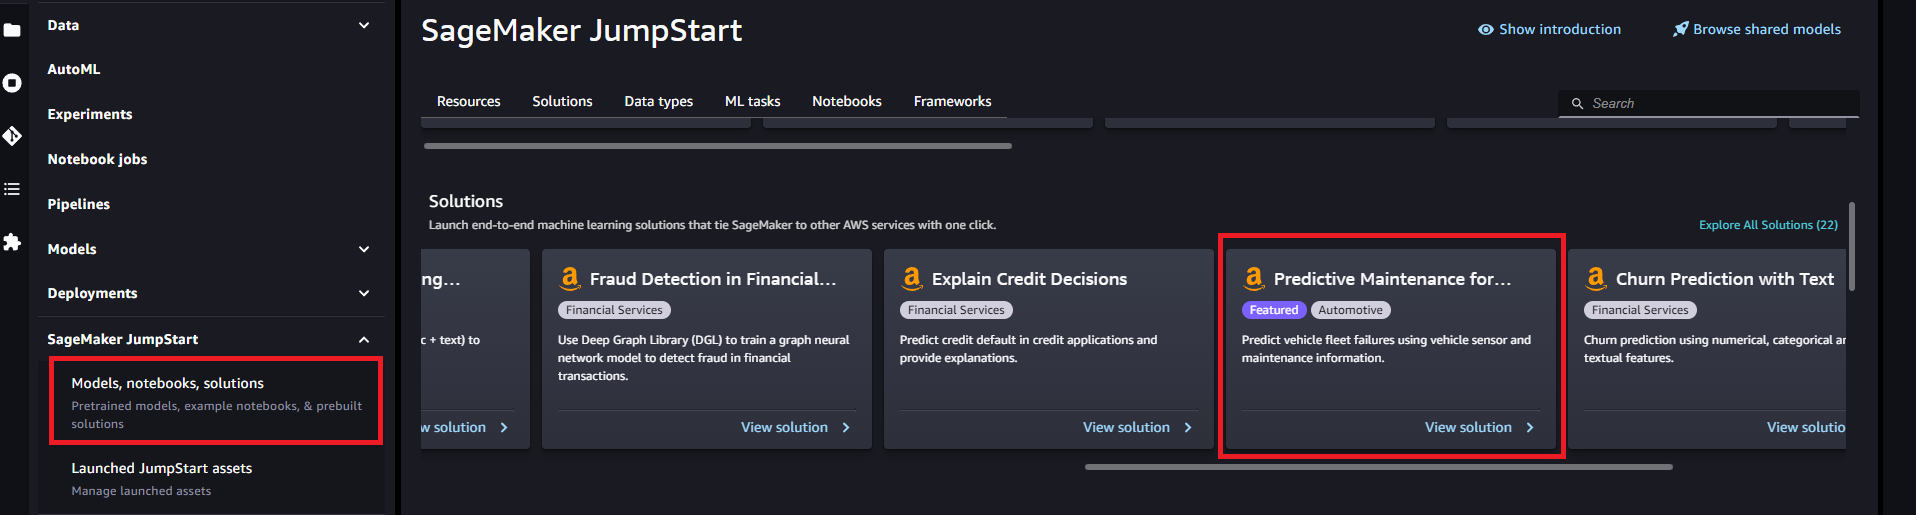 Data
AutoML
Experiments
Notebook jobs
Pipelines
Models
Deployments
SageMaker JumpStart
Models, notebooks, solutions
Pretrained models, example notebooks, & prebuilt
solutions
Launched JumpStart assets
Manage launched assets
SageMaker JumpStart
Show introduction
Browse shared models
Resources
Solutions
Data types
ML tasks
Notebooks
Frameworks
Search
Solutions
Launch end-to-end machine learning solutions that tie SageMaker to other AWS services with one click.
Explore All Solutions (22)
ng...
c + text) to
w solution
Fraud Detection in Financial...
Financial Services
Use Deep Graph Library (DGL) to train a graph neural
network model to detect fraud in financial
transactions.
View solution
Explain Credit Decisions
Financial Services
Predict credit default in credit applications and
provide explanations.
View solution
Predictive Maintenance for...
Featured
Automotive
Predict vehicle fleet failures using vehicle sensor and
maintenance information.
View solution
Churn Prediction with Text
Financial Services
Churn prediction using numerical, categorical an
textual features.
View solutio